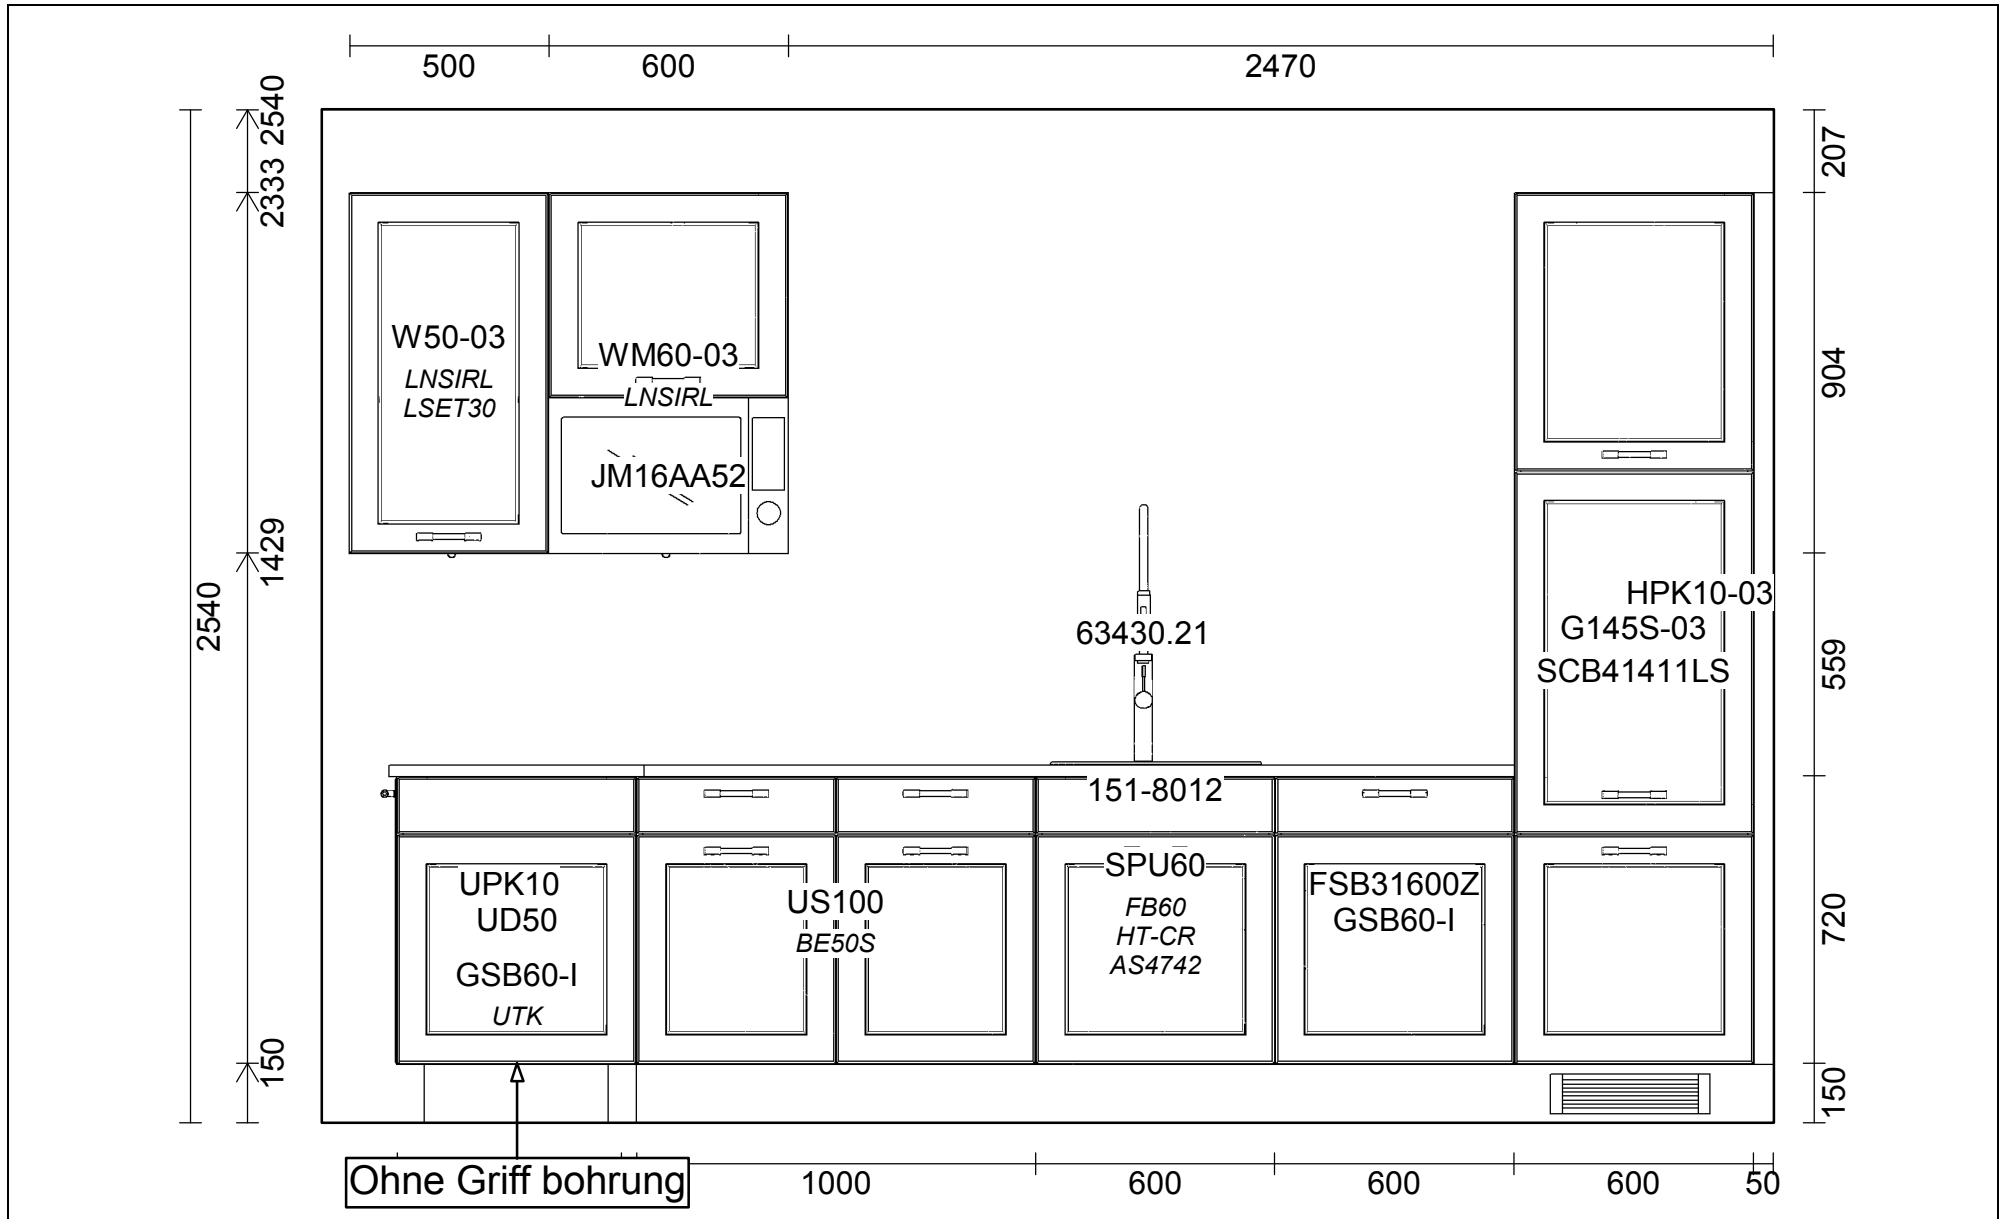 500
600
2470
2540
2333
1429
2540
150
207
904
559
720
150
W50-03
LNSIRL
LSET30
WM60-03
LNSIRL
JM16AA52
63430.21
HPK10-03
G145S-03
SCB41411LS
151-8012
UPK10
UD50
GSB60-I
UTK
US100
BE50S
SPU60
FB60
HT-CR
AS4742
FSB31600Z
GSB60-I
Ohne Griff bohrung
1000
600
600
600
50